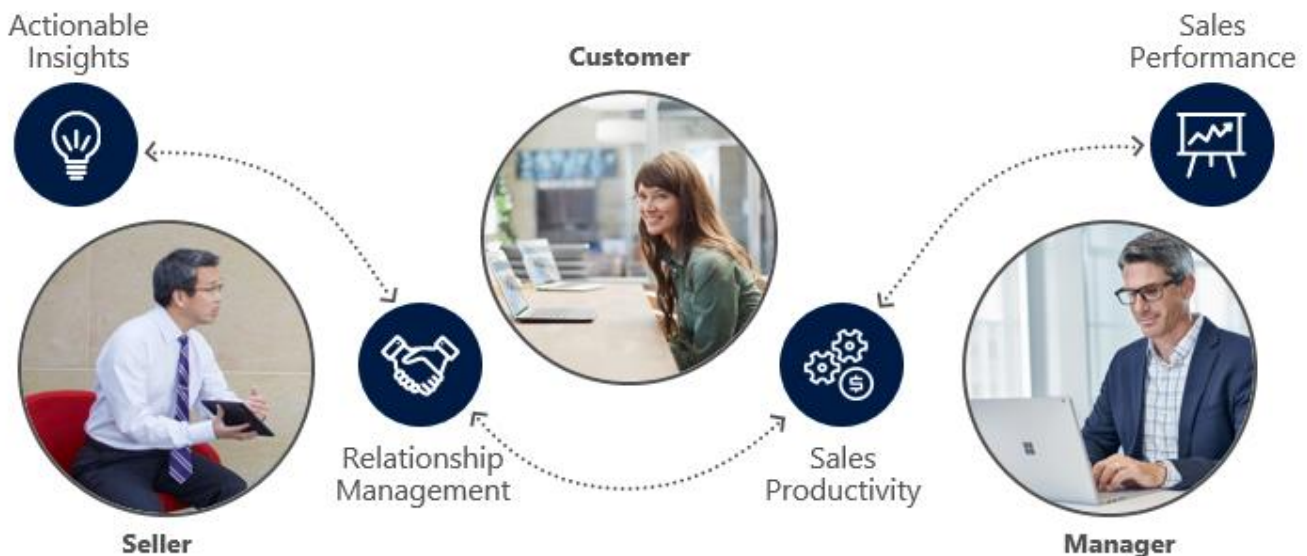 Actionable
Insights
Customer
Sales
Performance
$
Relationship
Management
Sales
Productivity
Seller
Manager